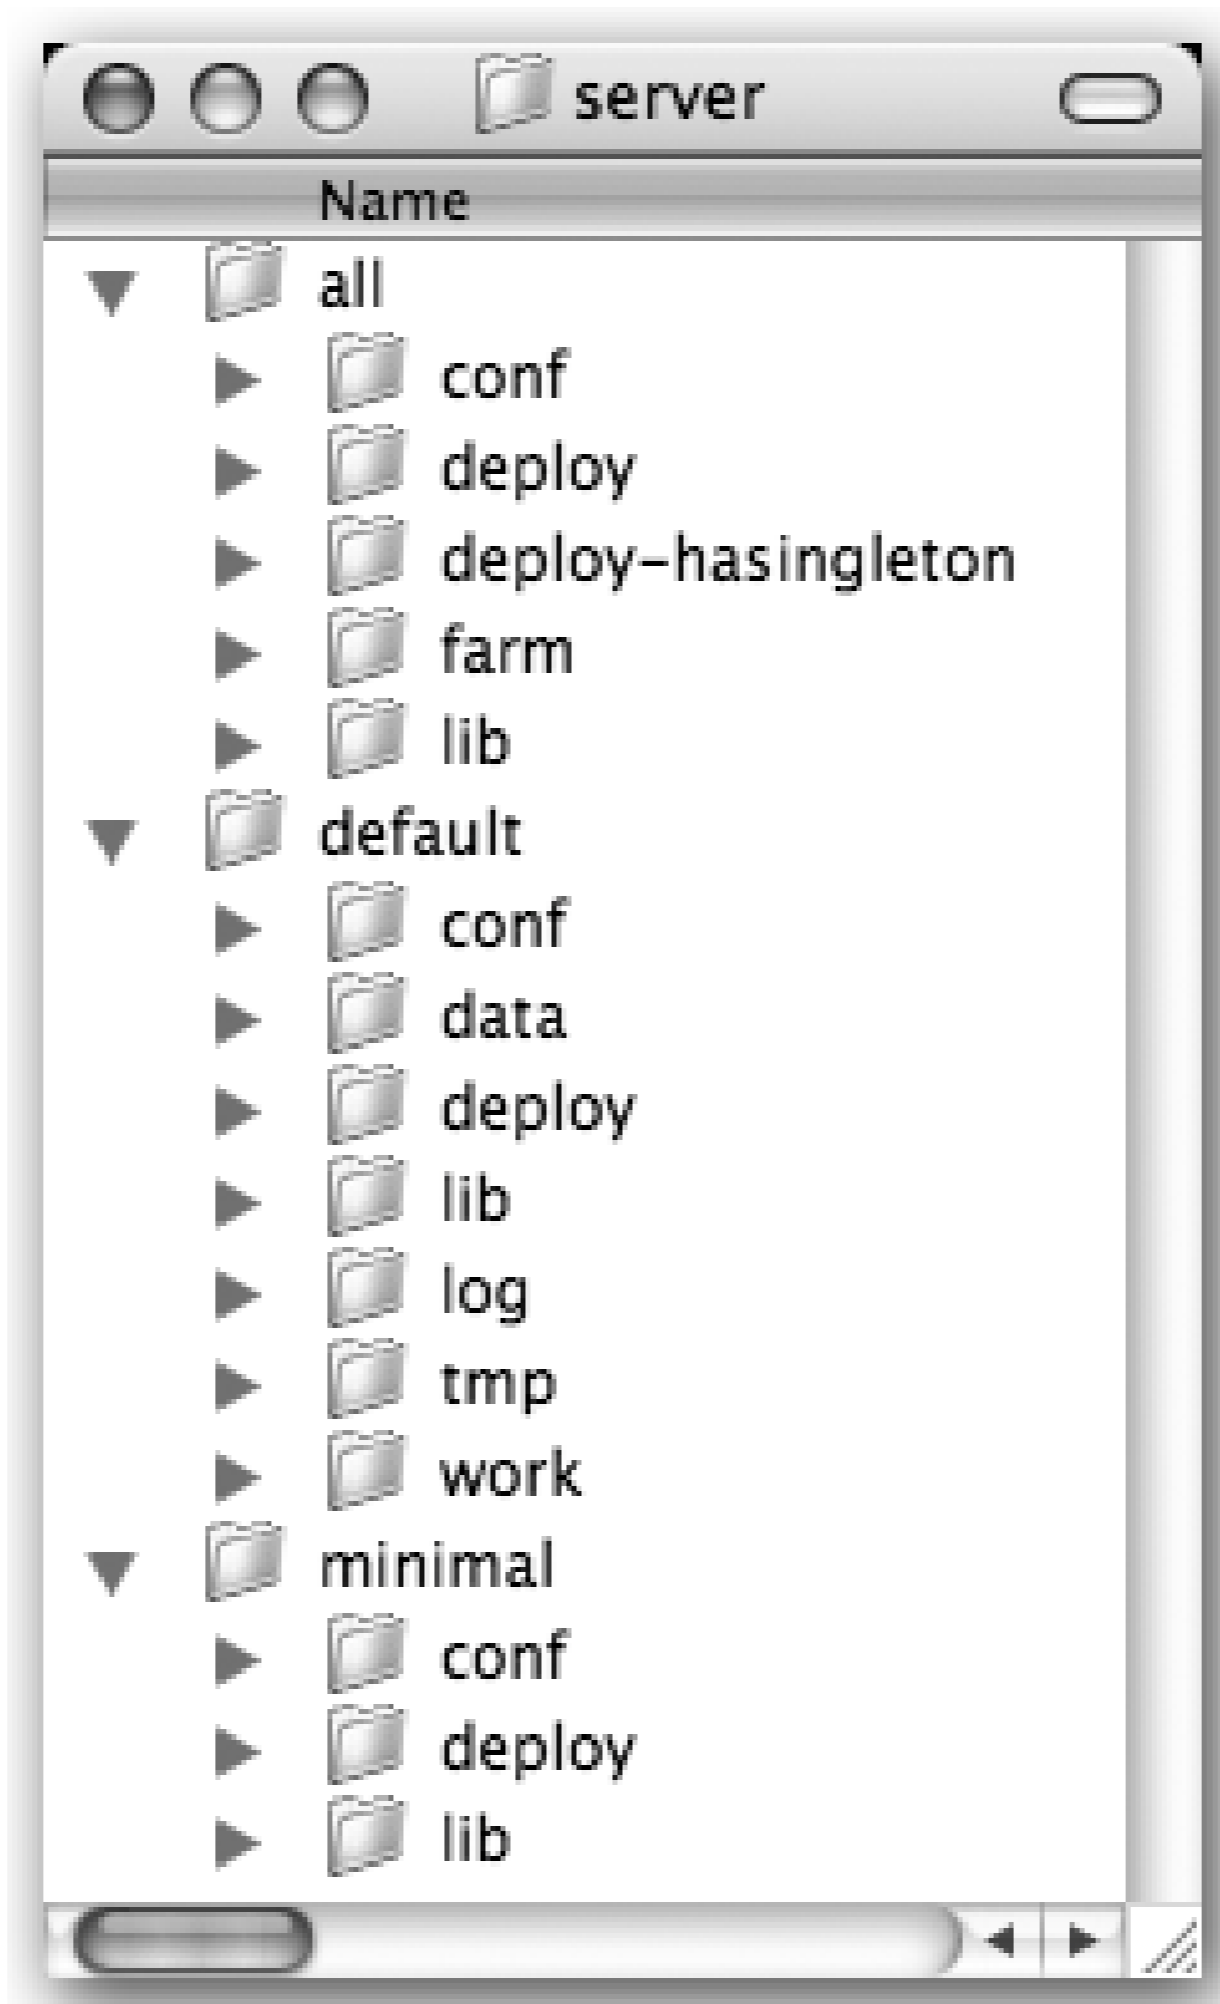 server
Name
all
conf
deploy
deploy-hasingleton
farm
lib
default
conf
data
deploy
lib
log
tmp
work
minimal
conf
deploy
lib